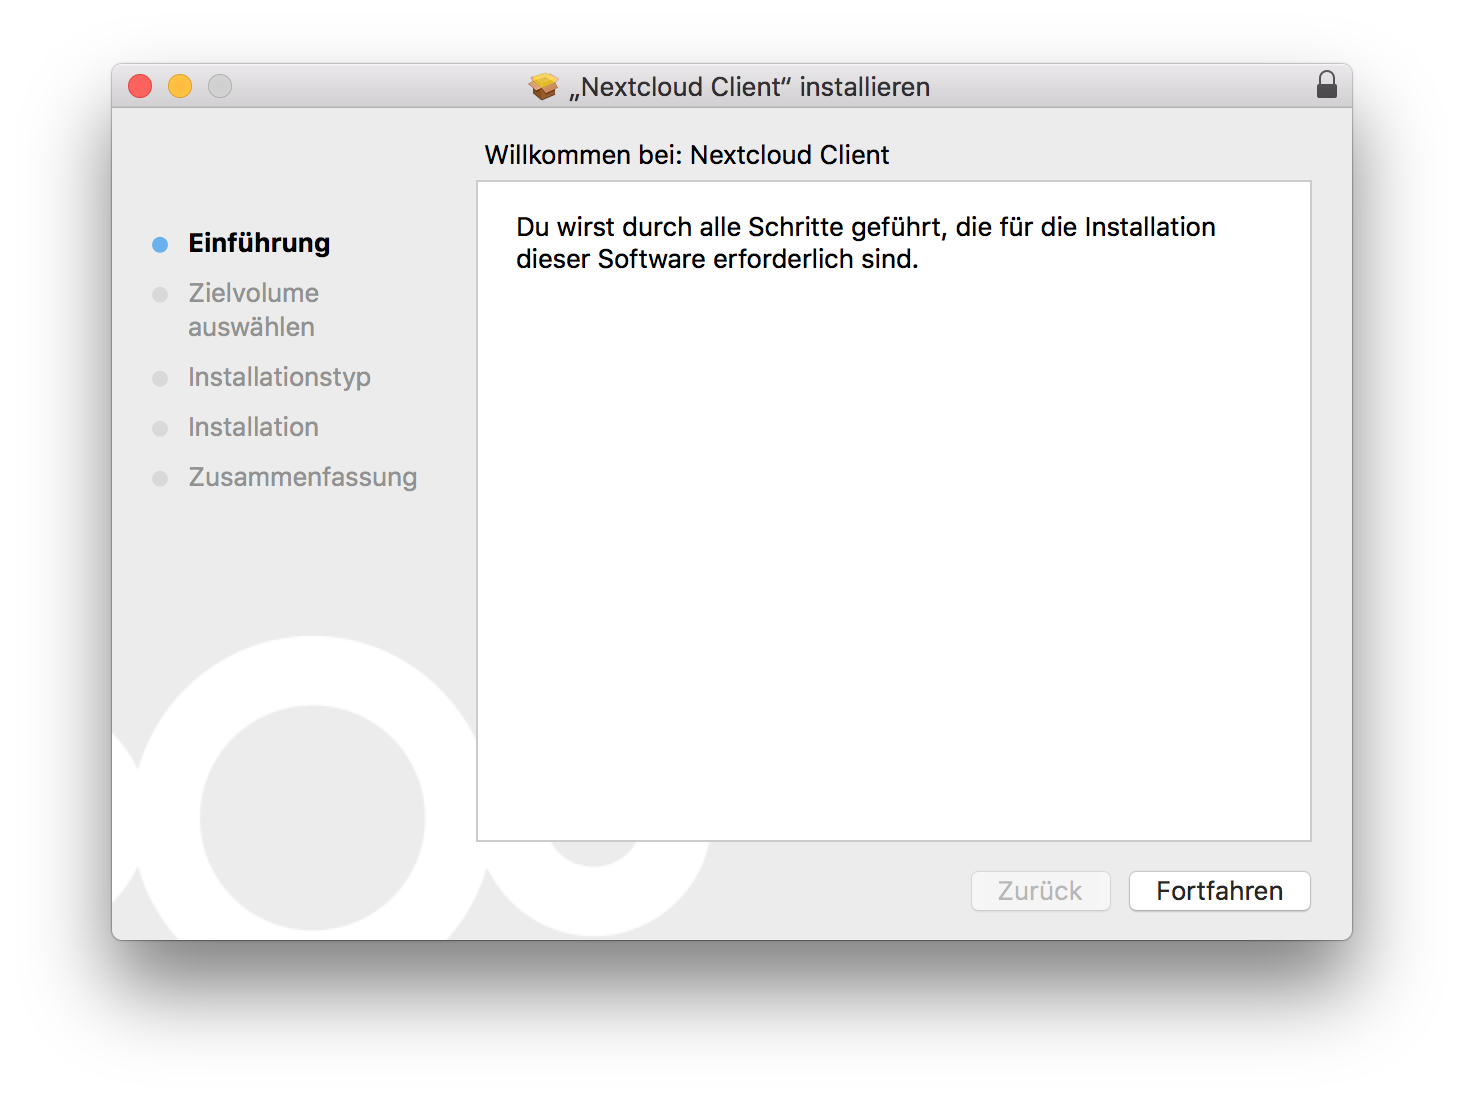 „Nextcloud Client“ installieren
Willkommen bei: Nextcloud Client
Einführung
Zielvolume
auswählen
Installationstyp
Installation
Zusammenfassung
Du wirst durch alle Schritte geführt, die für die Installation
dieser Software erforderlich sind.
Zurück
Fortfahren